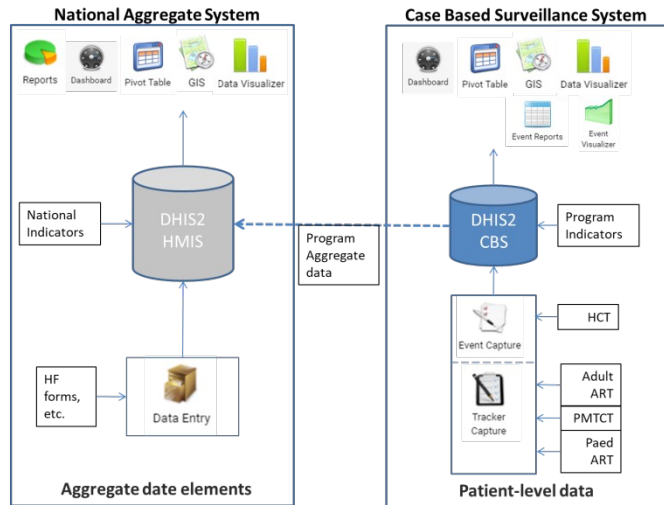 National Aggregate System
Reports
Dashboard
Pivot Table
GIS
Data Visualizer
National
Indicators
DHIS2
HMIS
HF
forms,
etc.
Data Entry
Aggregate date elements
Program
Aggregate
data
Case Based Surveillance System
Dashboard
Pivot Table
GIS
Data Visualizer
Event Reports
Event
Visualizer
DHIS2
CBS
Program
Indicators
Event Capture
HCT
Tracker
Capture
Adult
ART
PMTCT
Paed
ART
Patient-level data